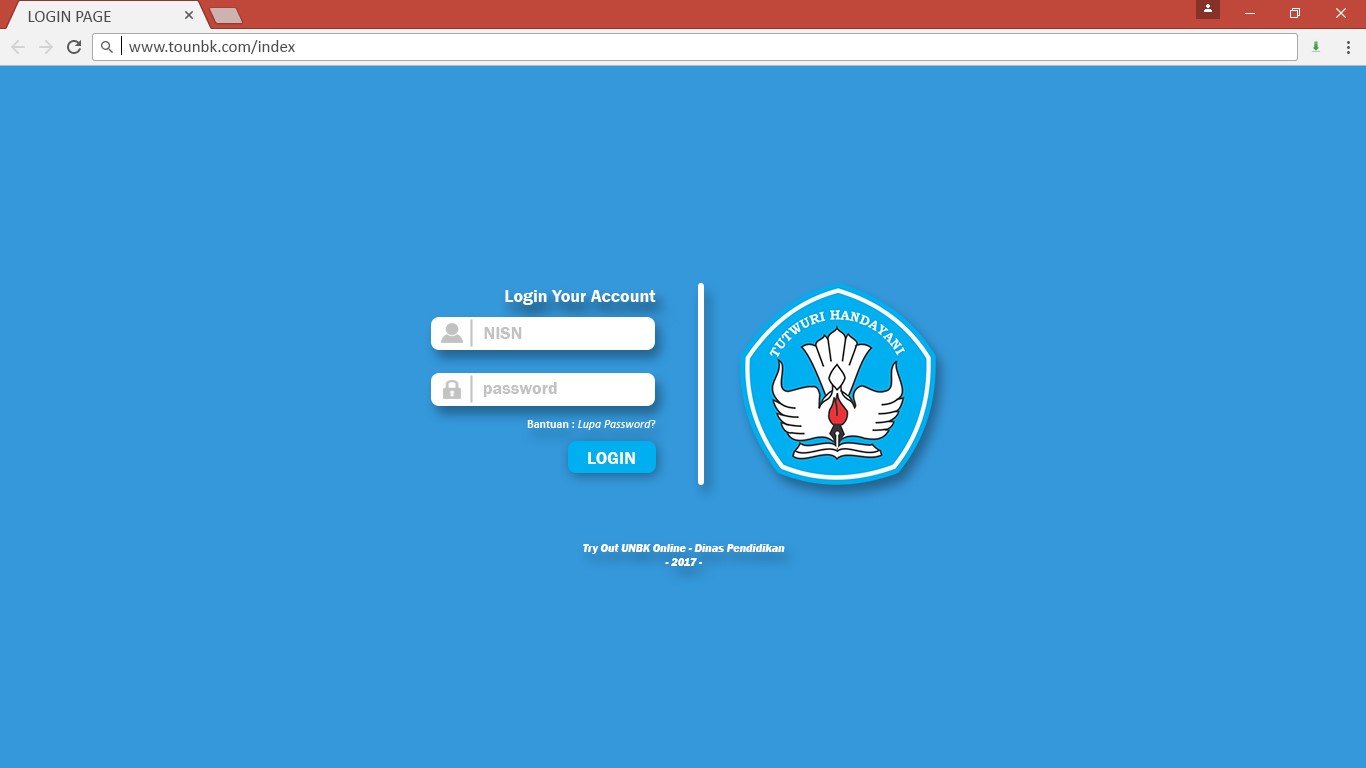 LOGIN PAGE
www.tounbk.com/index
Login Your Account
NISN
password
Bantuan : Lupa Password?
LOGIN
TUTWURI HANDAYANI
Try Out UNBK Online - Dinas Pendidikan
- 2017 -